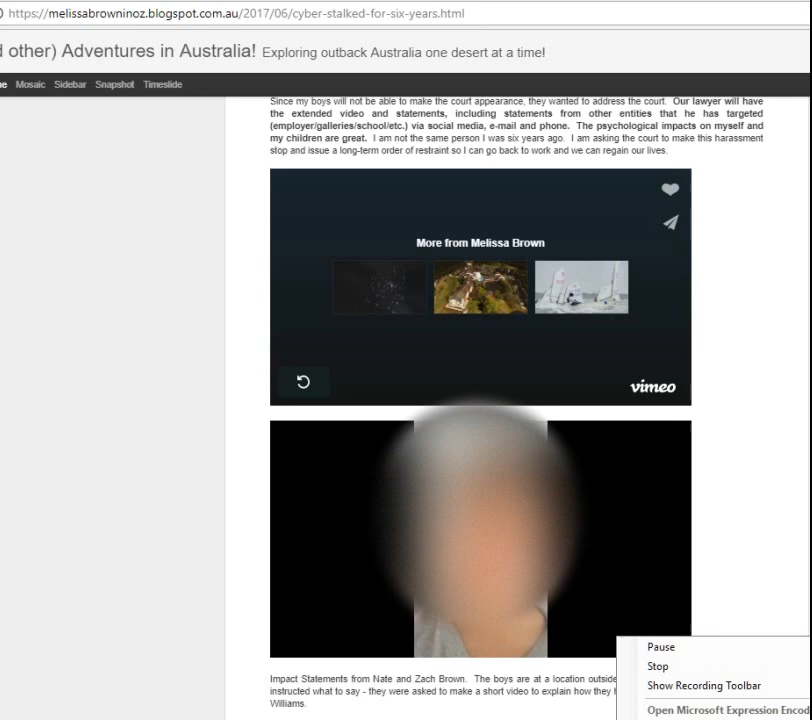 https://melissabrowninoz.blogspot.com.au/2017/06/cyber-stalked-for-six-years.html
other) Adventures in Australia! Exploring outback Australia one desert at a time!
Mosaic Sidebar Snapshot Timeslide
Since my boys will not be able to make the court appearance, they wanted to address the court. Our lawyer will have
the extended video and statements, including statements from other entities that he has targeted
(employer/galleries/school/etc.) via social media, e-mail and phone. The psychological impacts on myself and
my children are great. I am not the same person I was six years ago. I am asking the court to make this harassment
stop and issue a long-term order of restraint so I can go back to work and we can regain our lives.
More from Melissa Brown
vimeo
Pause
Stop
Show Recording Toolbar
Open Microsoft Expression Encod
Impact Statements from Nate and Zach Brown. The boys are at a location outside
instructed what to say - they were asked to make a short video to explain how they
Williams.